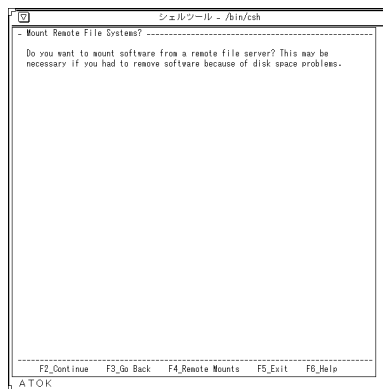 シェルツール - /bin/csh
- Mount Remote File Systems? --------------------------------------------------
Do you want to mount software from a remote file server? This may be
necessary if you had to remove software because of disk space problems.
--------------------------------------------------------------------------------
F2_Continue F3_Go Back F4_Remote Mounts F5_Exit F6_Help
ATOK